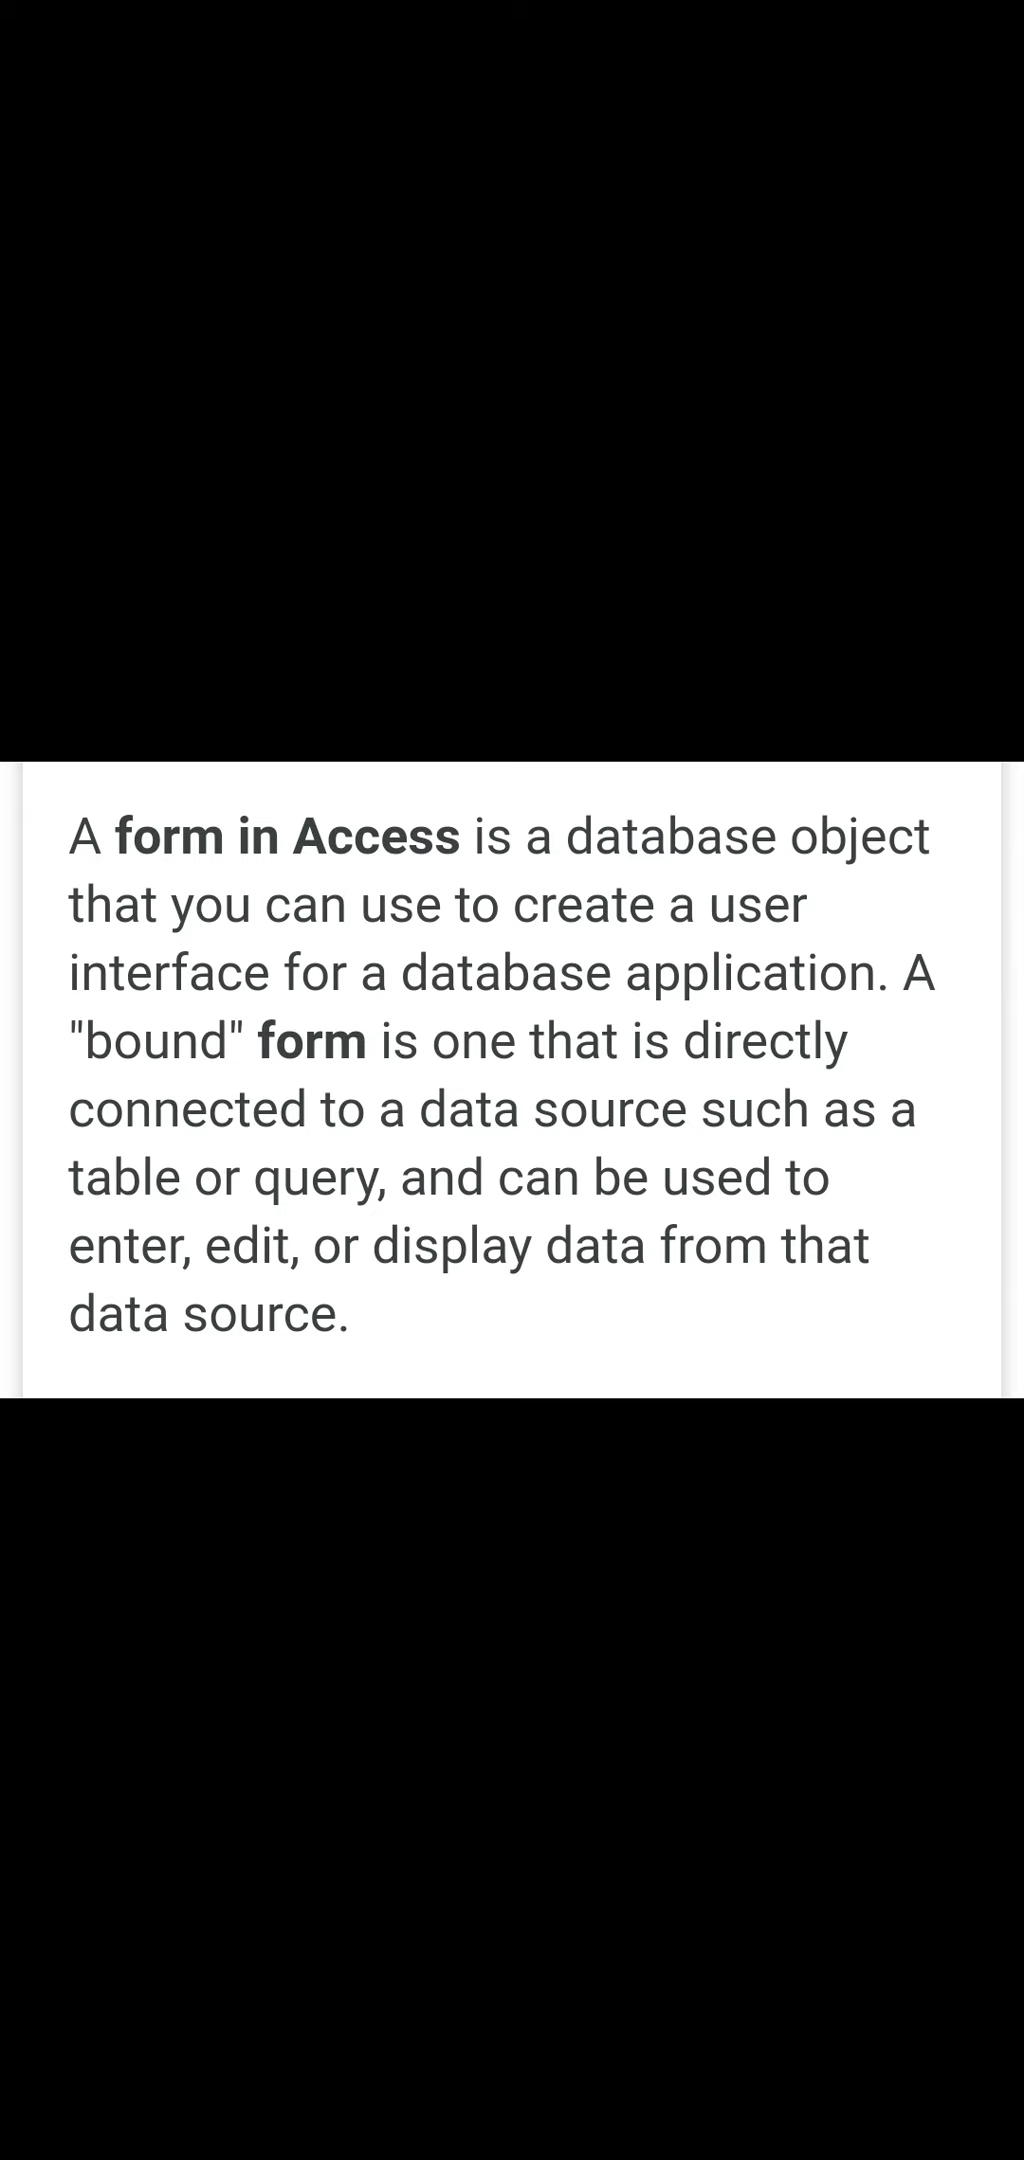 A form in Access is a database object
that you can use to create a user
interface for a database application. A
"bound" form is one that is directly
connected to a data source such as a
table or query, and can be used to
enter, edit, or display data from that
data source.